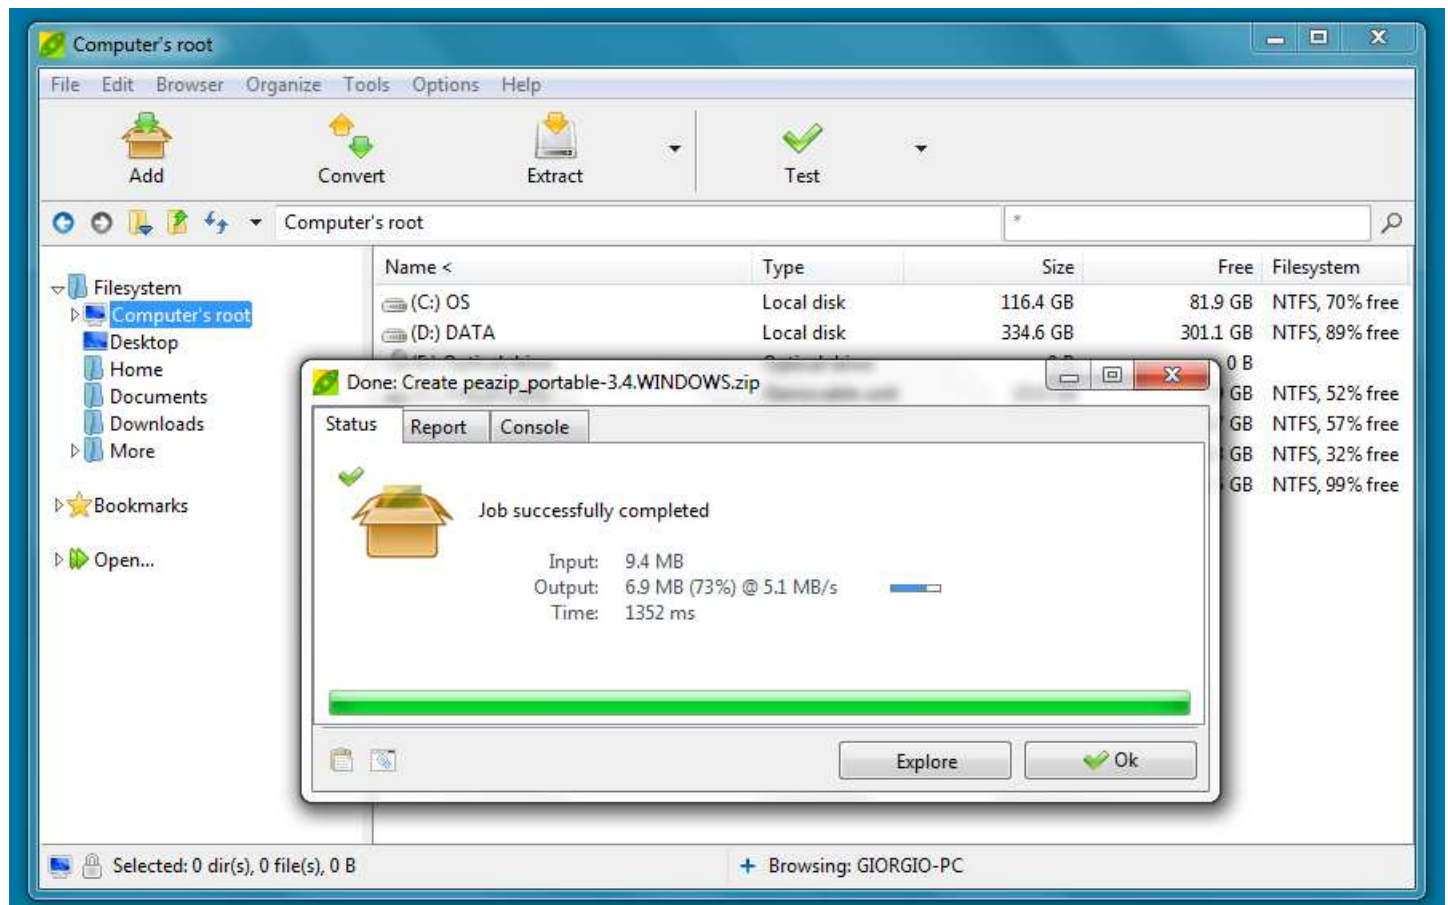 Computer's root
File Edit Browser Organize Tools Options Help
Add Convert Extract Test
Computer's root *
Name < Type Size Free Filesystem
Filesystem
(C:) OS Local disk 116.4 GB 81.9 GB NTFS, 70% free
Computer's root
(D:) DATA Local disk 334.6 GB 301.1 GB NTFS, 89% free
Desktop
0 B
Home
Done: Create peazip_portable-3.4.WINDOWS.zip
GB NTFS, 52% free
Documents
Status Report Console
GB NTFS, 57% free
Downloads
GB NTFS, 32% free
More
GB NTFS, 99% free
Bookmarks
Job successfully completed
Open...
Input: 9.4 MB
Output: 6.9 MB (73%) @ 5.1 MB/s
Time: 1352 ms
Explore Ok
Selected: 0 dir(s), 0 file(s), 0 B Browsing: GIORGIO-PC